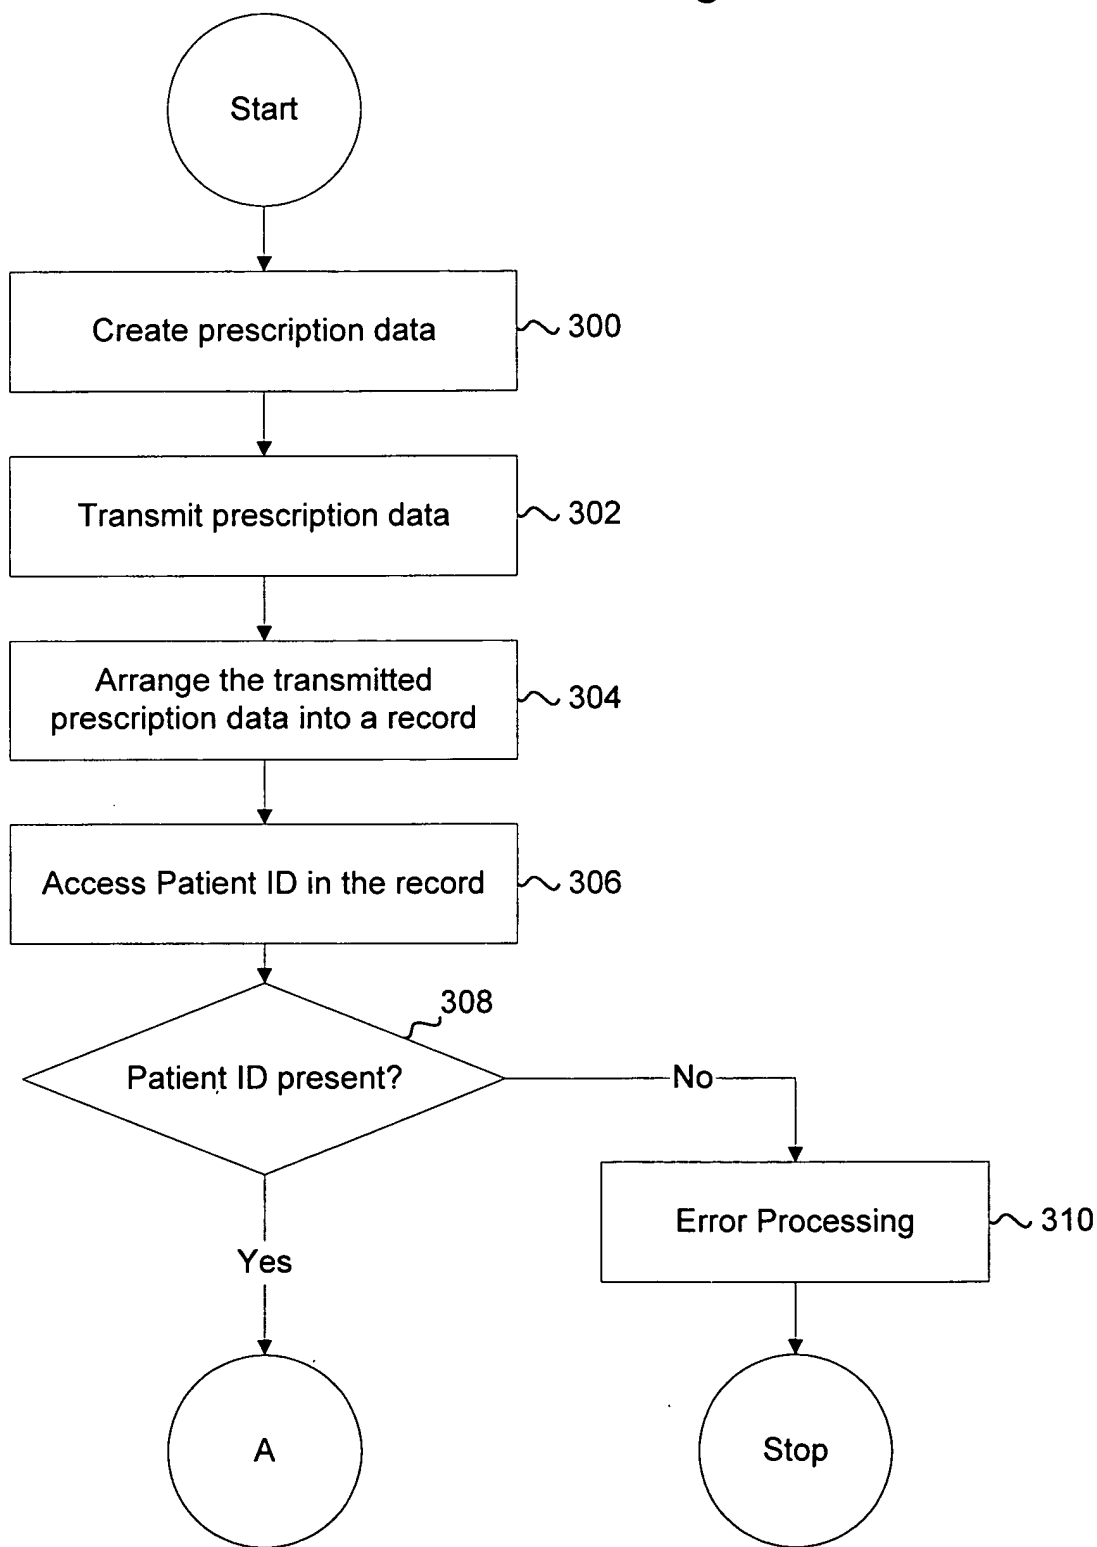 Start
Create prescription data
300
Transmit prescription data
302
Arrange the transmitted
prescription data into a record
304
Access Patient ID in the record
306
308
Patient ID present?
No
Error Processing
310
Yes
A
Stop